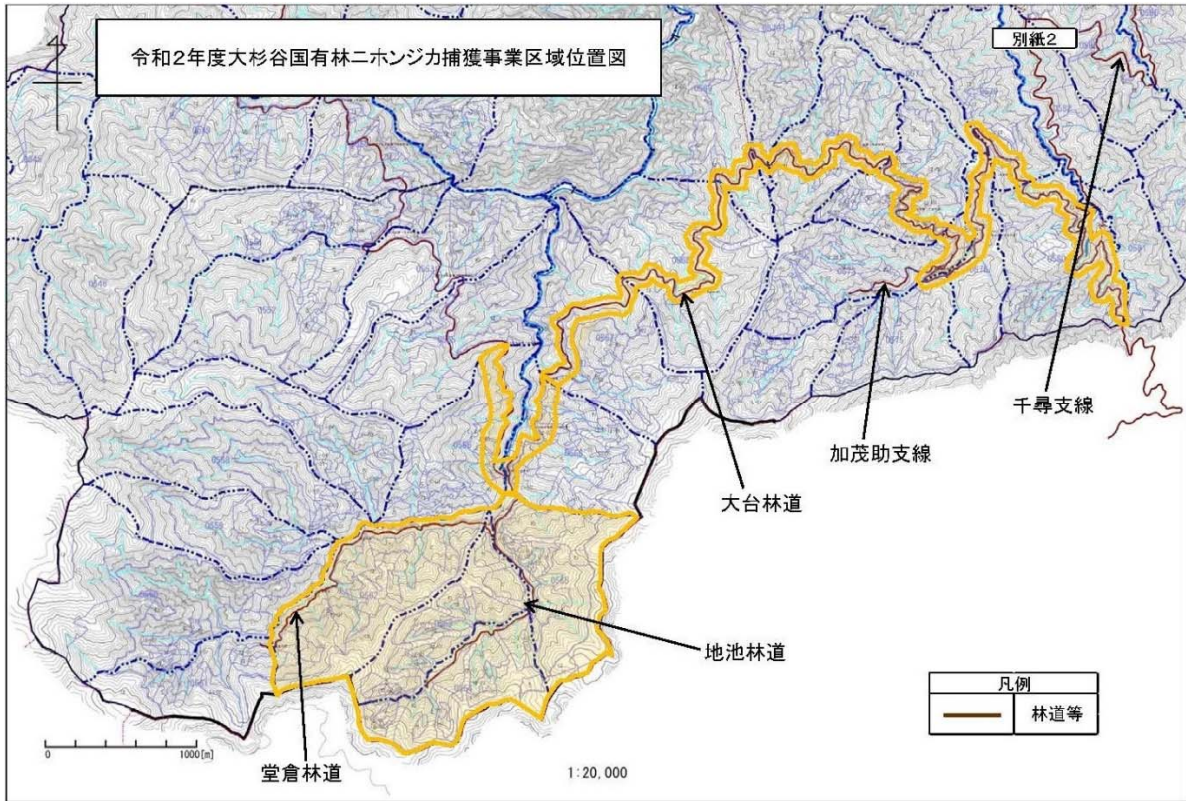 令和2年度大杉谷国有林ニホンジカ捕獲事業区域位置図
別紙2
千尋支線
加茂助支線
大台林道
地池林道
凡例
林道等
堂倉林道
0 1000[m]
1:20,000